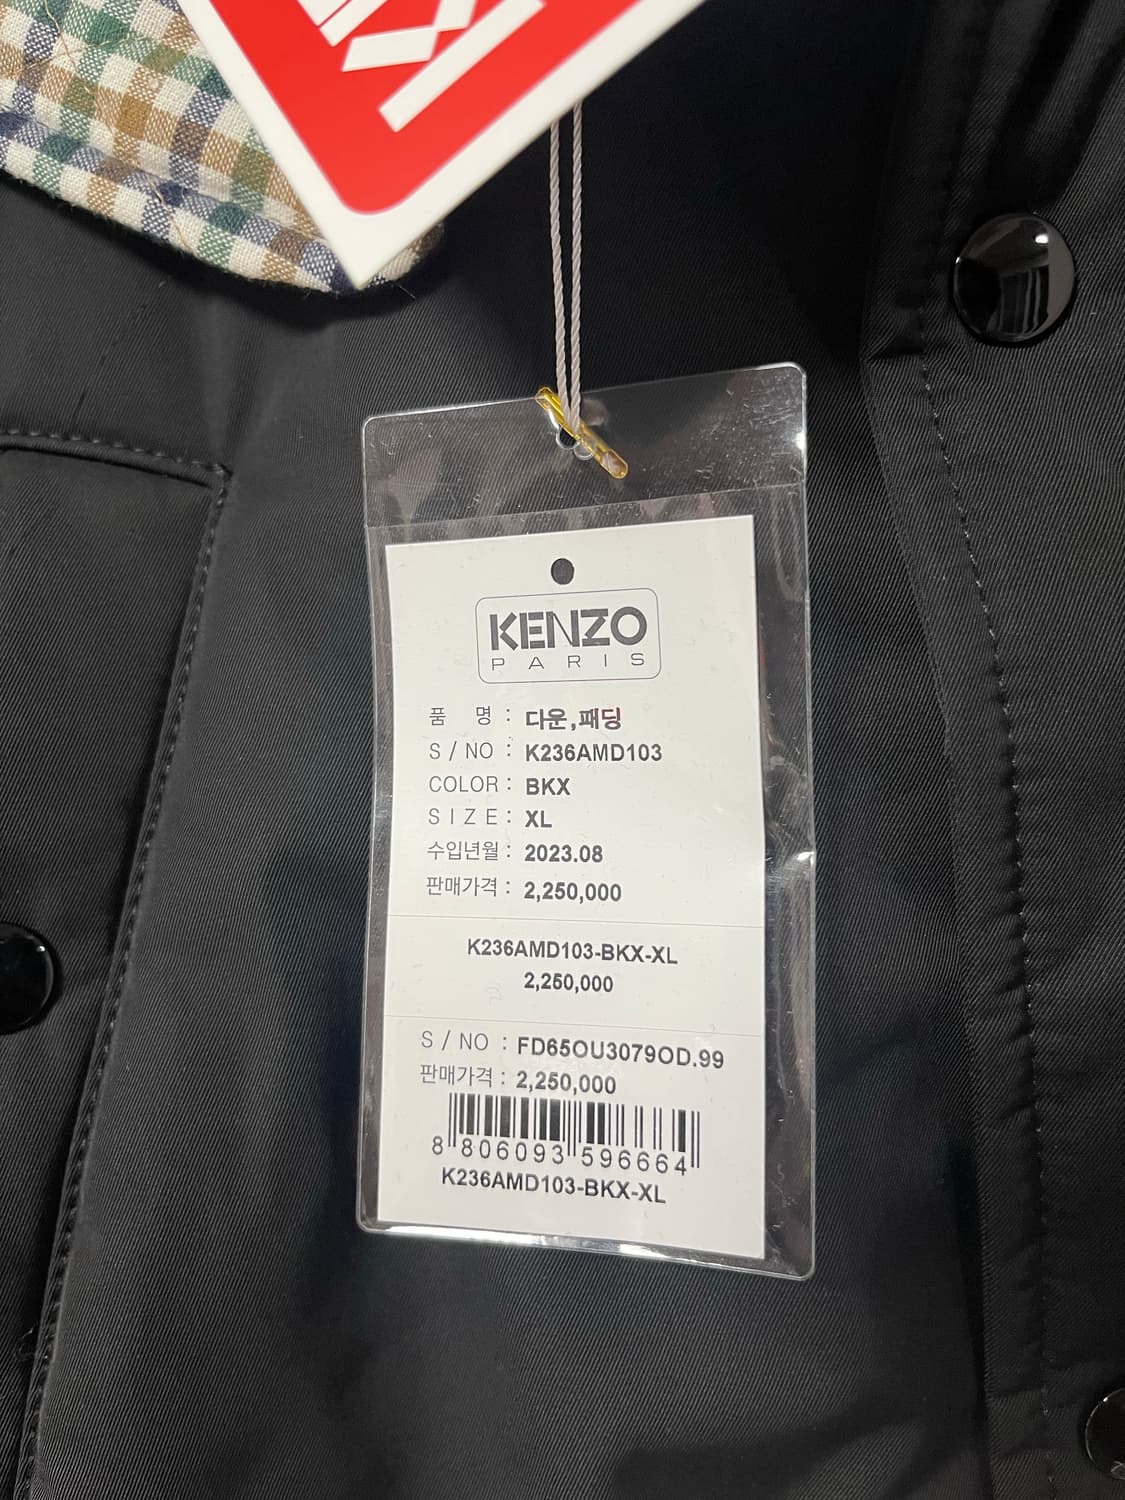 KENZO
PARIS
품 명 : 다운,패딩
S / NO : K236AMD103
COLOR : BKX
S I Z E : XL
수입년월 : 2023.08
판매가격 : 2,250,000
K236AMD103-BKX-XL
2,250,000
S / NO : FD65OU3079OD.99
판매가격 : 2,250,000
8 806093 596664
K236AMD103-BKX-XL